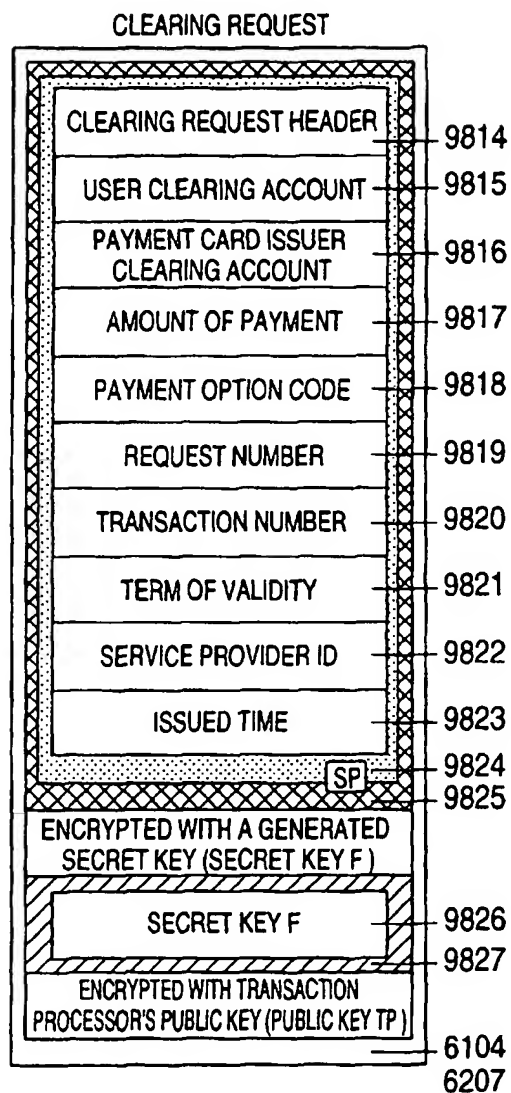 CLEARING REQUEST
CLEARING REQUEST HEADER
9814
USER CLEARING ACCOUNT
9815
PAYMENT CARD ISSUER
CLEARING ACCOUNT
9816
AMOUNT OF PAYMENT
9817
PAYMENT OPTION CODE
9818
REQUEST NUMBER
9819
TRANSACTION NUMBER
9820
TERM OF VALIDITY
9821
SERVICE PROVIDER ID
9822
ISSUED TIME
9823
SP
9824
9825
ENCRYPTED WITH A GENERATED
SECRET KEY (SECRET KEY F )
SECRET KEY F
9826
9827
ENCRYPTED WITH TRANSACTION
PROCESSOR'S PUBLIC KEY (PUBLIC KEY TP )
6104
6207